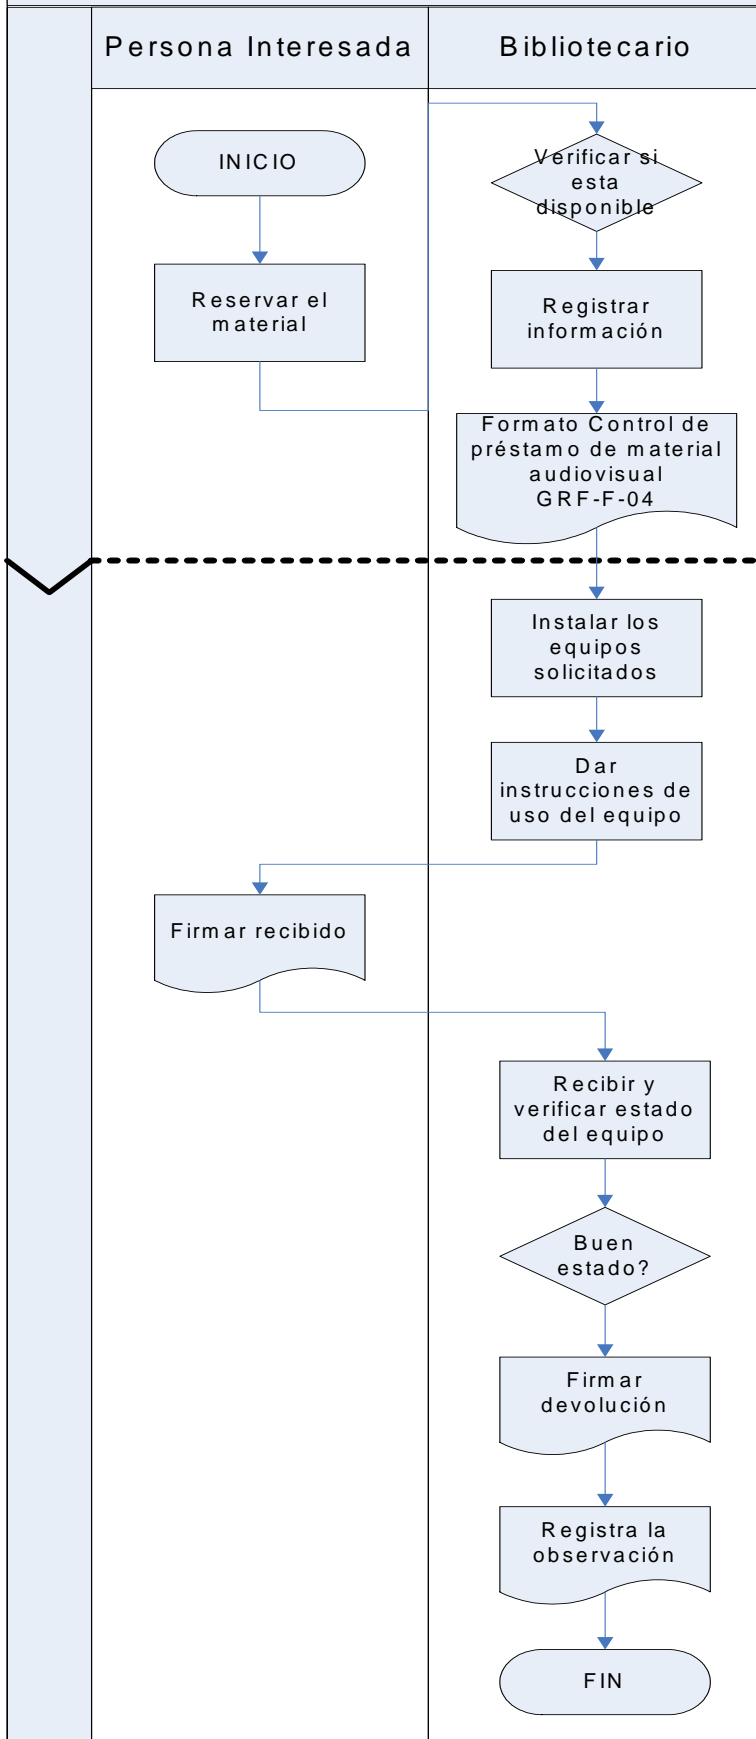 Persona Interesada
Bibliotecario
INICIO
Reservar el
material
Verificar si
esta
disponible
Registrar
información
Formato Control de
préstamo de material
audiovisual
GRF-F-04
Instalar los
equipos
solicitados
Dar
instrucciones de
uso del equipo
Firmar recibido
Recibir y
verificar estado
del equipo
Buen
estado?
Firmar
devolución
Registra la
observación
FIN